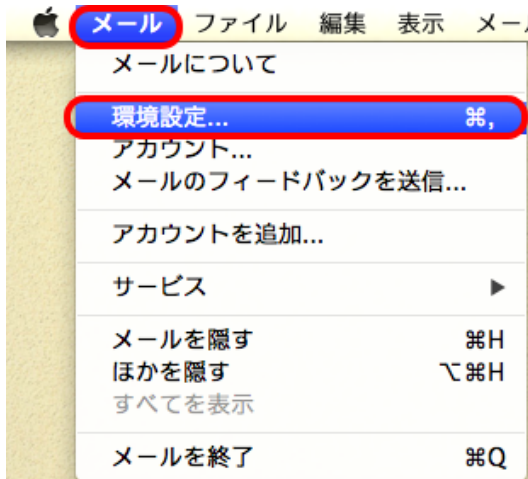 メール ファイル 編集 表示 メー
メールについて
環境設定... ⌘,
アカウント...
メールのフィードバックを送信...
アカウントを追加...
サービス ▶
メールを隠す ⌘H
ほかを隠す ⌥⌘H
すべてを表示
メールを終了 ⌘Q